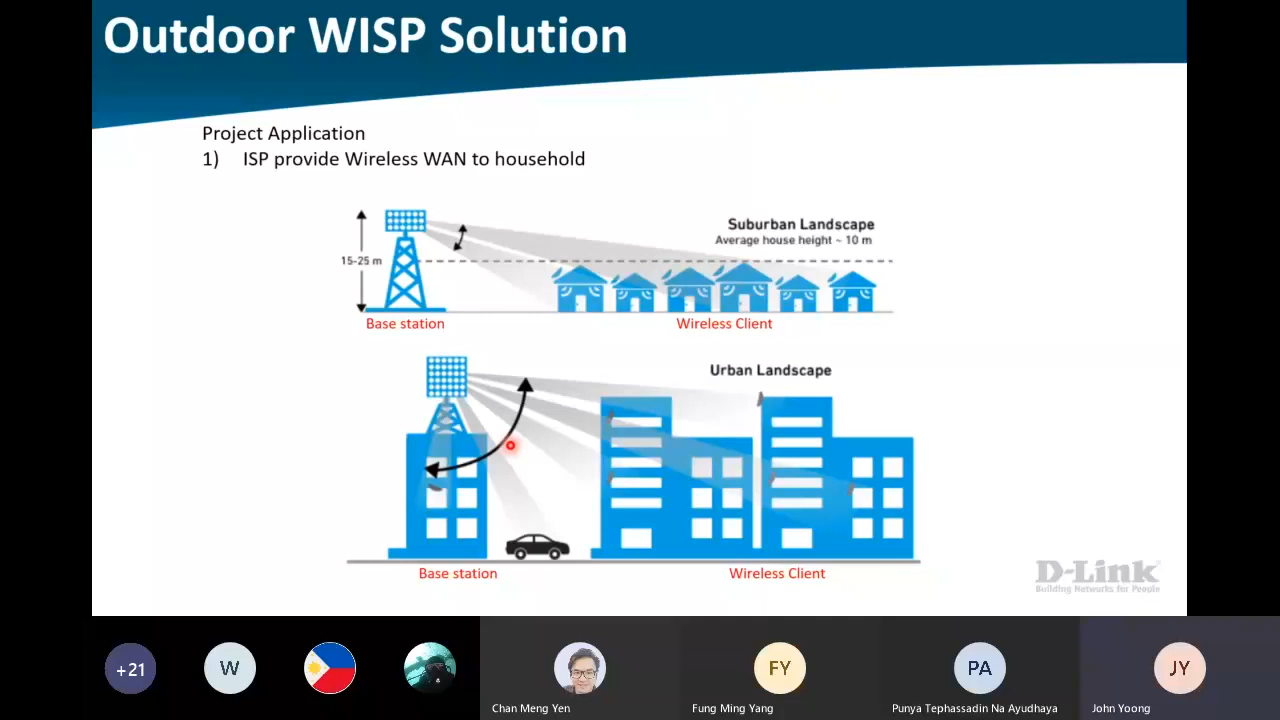 Outdoor WISP Solution
Project Application
1) ISP provide Wireless WAN to household
Suburban Landscape
Average house height ~ 10 m
15-25 m
Base station
Wireless Client
Urban Landscape
Base station
Wireless Client
D-Link
Building Networks for People
+21
W
FY
PA
JY
Chan Meng Yen
Fung Ming Yang
Punya Tephassadin Na Ayudhaya
John Yoong